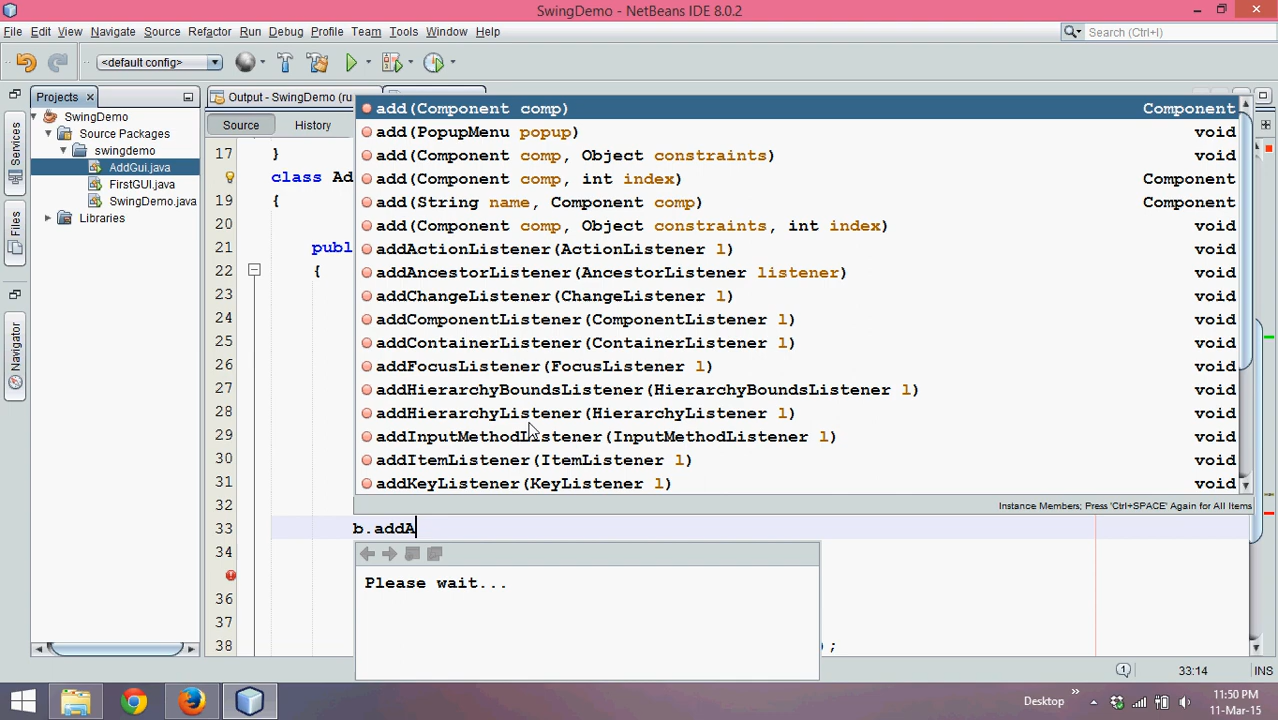 SwingDemo - NetBeans IDE 8.0.2
File Edit View Navigate Source Refactor Run Debug Profile Team Tools Window Help
Search (Ctrl+I)
<default config>
Projects
Output - SwingDemo (ru
Source
History
Services
Files
Navigator
SwingDemo
Source Packages
swingdemo
AddGui.java
FirstGUI.java
SwingDemo.java
Libraries
17 }
class Ad
19 {
20
21 publ
22 {
23
24
25
26
27
28
29
30
31
32
33 b.addA
34
36
37
38 );
add(Component comp) Component
add(PopupMenu popup) void
add(Component comp, Object constraints) void
add(Component comp, int index) Component
add(String name, Component comp) Component
add(Component comp, Object constraints, int index) void
addActionListener(ActionListener l) void
addAncestorListener(AncestorListener listener) void
addChangeListener(ChangeListener l) void
addComponentListener(ComponentListener l) void
addContainerListener(ContainerListener l) void
addFocusListener(FocusListener l) void
addHierarchyBoundsListener(HierarchyBoundsListener l) void
addHierarchyListener(HierarchyListener l) void
addInputMethodListener(InputMethodListener l) void
addItemListener(ItemListener l) void
addKeyListener(KeyListener l) void
Instance Members; Press 'Ctrl+SPACE' Again for All Items
Please wait...
1
33:14
INS
Desktop
11:50 PM
11-Mar-15